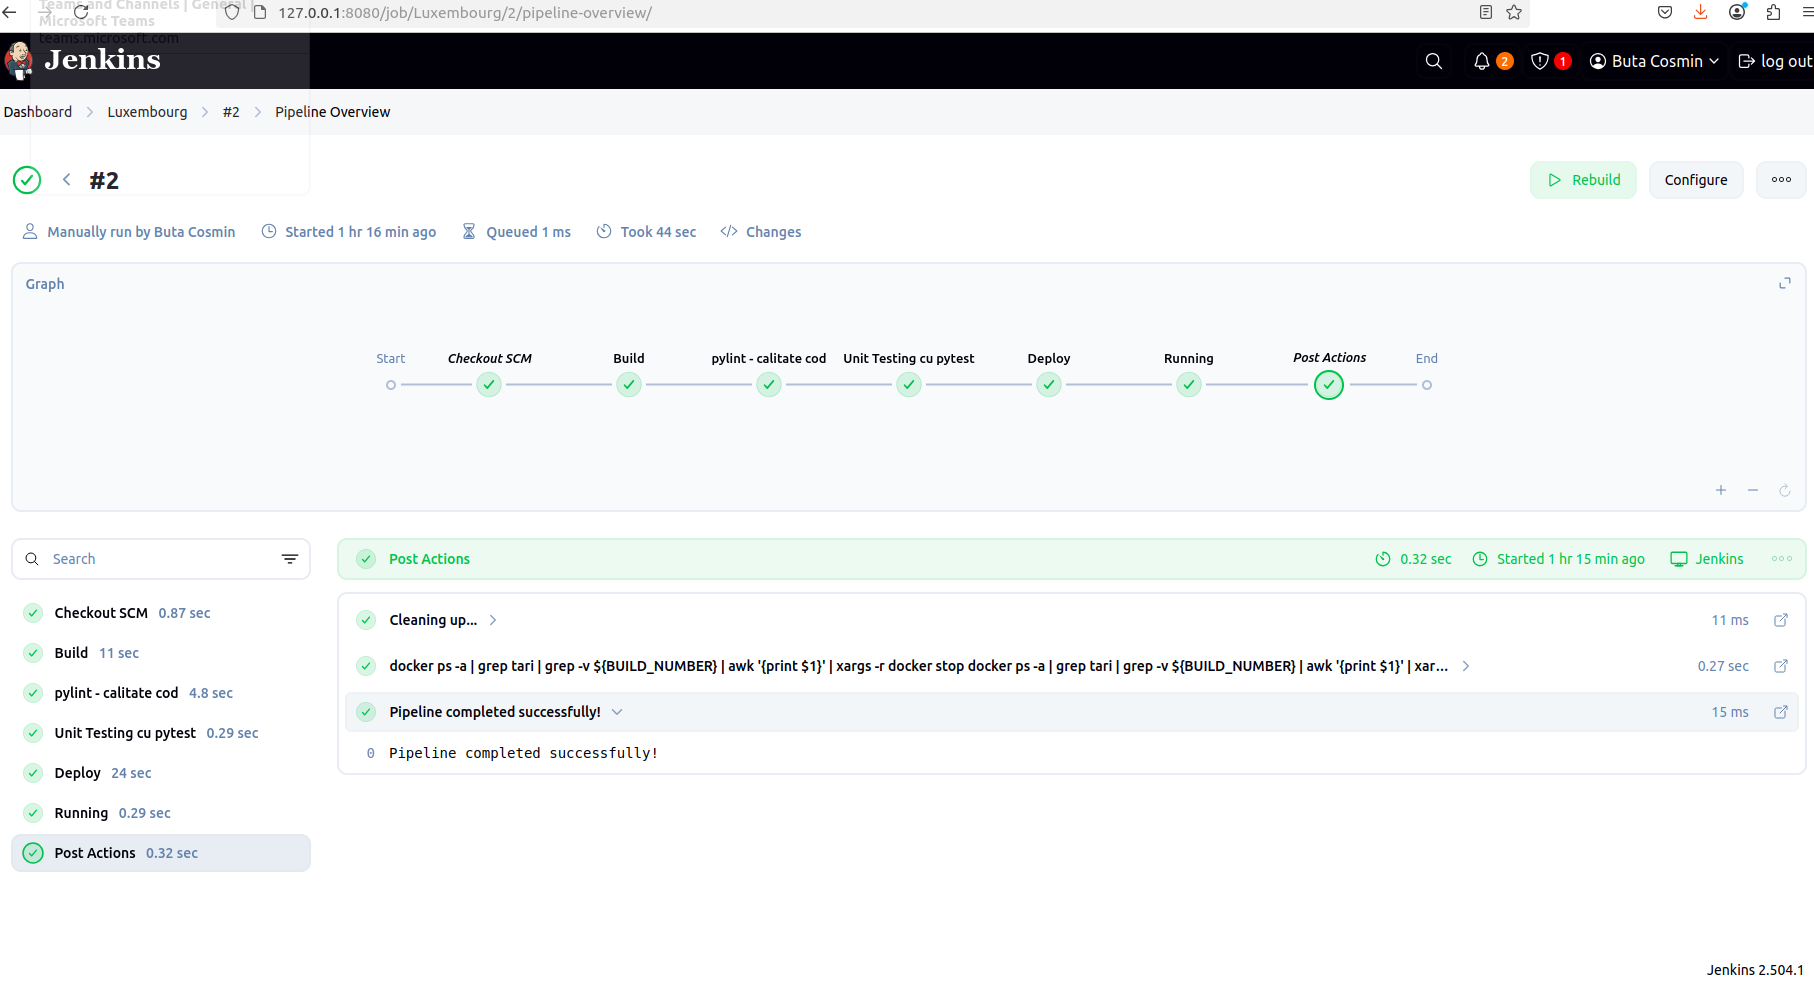 Teams and Channels | General |
Microsoft Teams
teams.microsoft.com
127.0.0.1:8080/job/Luxembourg/2/pipeline-overview/
Jenkins
2
1
Buta Cosmin
log out
Dashboard
Luxembourg
#2
Pipeline Overview
#2
Rebuild
Configure
Manually run by Buta Cosmin
Started 1 hr 16 min ago
Queued 1 ms
Took 44 sec
Changes
Graph
Start
Checkout SCM
Build
pylint - calitate cod
Unit Testing cu pytest
Deploy
Running
Post Actions
End
Search
Checkout SCM 0.87 sec
Build 11 sec
pylint - calitate cod 4.8 sec
Unit Testing cu pytest 0.29 sec
Deploy 24 sec
Running 0.29 sec
Post Actions 0.32 sec
Post Actions
0.32 sec
Started 1 hr 15 min ago
Jenkins
Cleaning up...
11 ms
docker ps -a | grep tari | grep -v ${BUILD_NUMBER} | awk '{print $1}' | xargs -r docker stop docker ps -a | grep tari | grep -v ${BUILD_NUMBER} | awk '{print $1}' | xar...
0.27 sec
Pipeline completed successfully!
15 ms
0 Pipeline completed successfully!
Jenkins 2.504.1